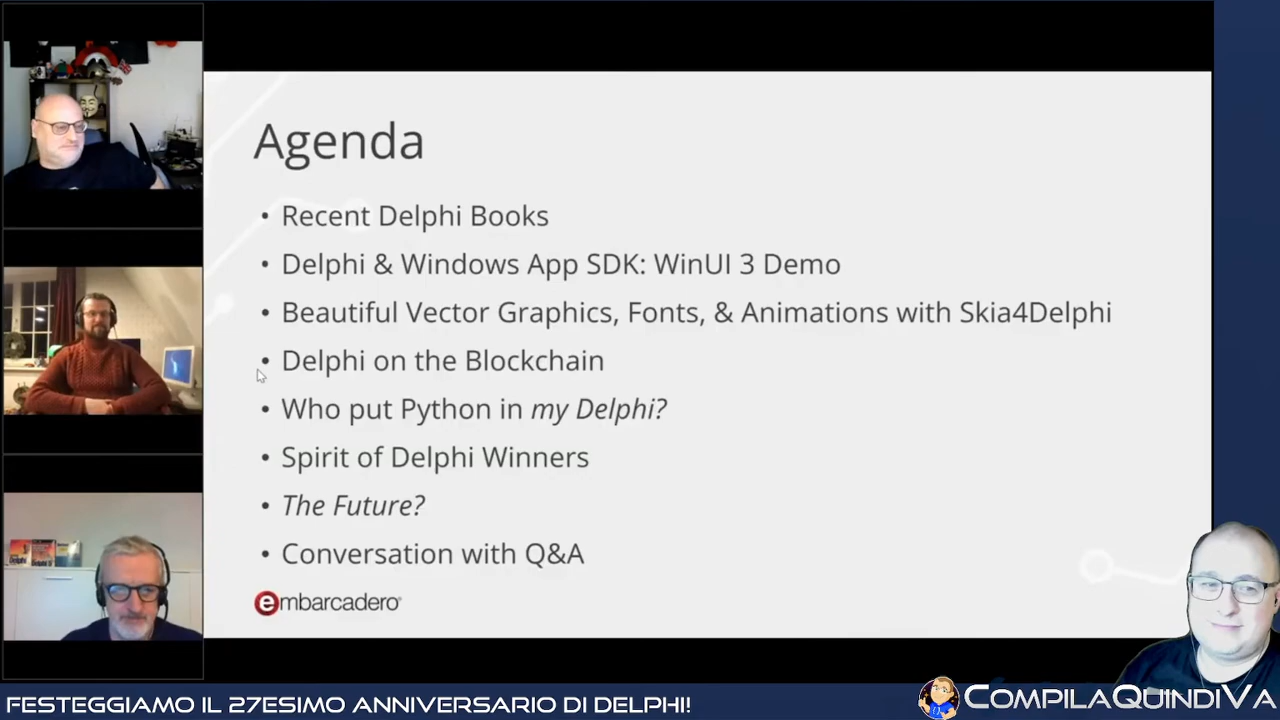 Agenda
• Recent Delphi Books
• Delphi & Windows App SDK: WinUI 3 Demo
• Beautiful Vector Graphics, Fonts, & Animations with Skia4Delphi
• Delphi on the Blockchain
• Who put Python in my Delphi?
• Spirit of Delphi Winners
• The Future?
• Conversation with Q&A
embarcadero
FESTEGGIAMO IL 27ESIMO ANNIVERSARIO DI DELPHI!
COMPILAQUINDIVA